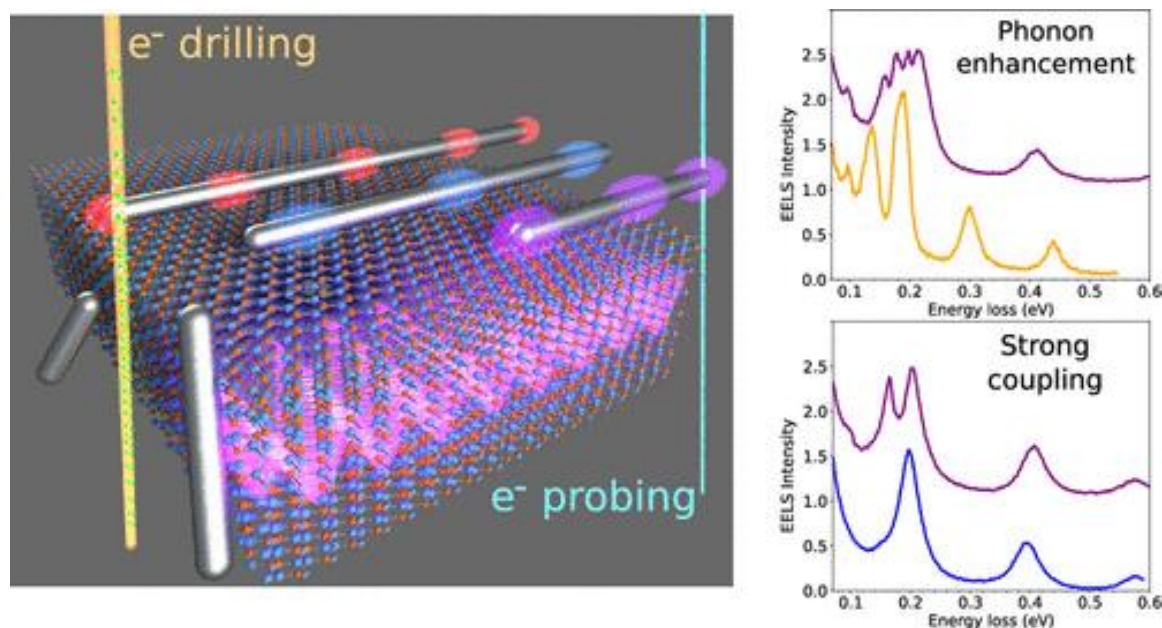 e⁻ drilling
e⁻ probing
Phonon
enhancement
EELS Intensity
2.5
2.0
1.5
1.0
0.5
0.0
0.1 0.2 0.3 0.4 0.5 0.6
Energy loss (eV)
Strong
coupling
EELS Intensity
2.5
2.0
1.5
1.0
0.5
0.0
0.1 0.2 0.3 0.4 0.5 0.6
Energy loss (eV)